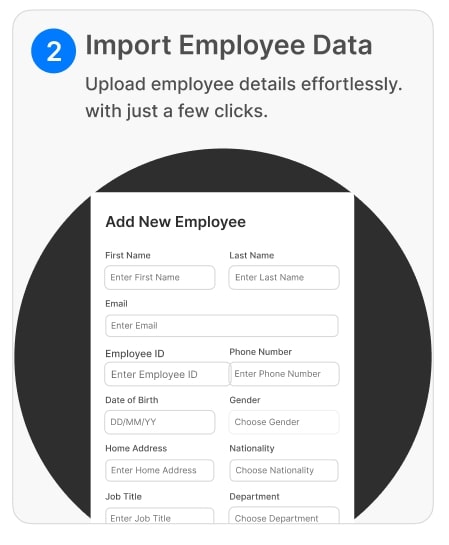 2 Import Employee Data
Upload employee details effortlessly.
with just a few clicks.
Add New Employee
First Name Last Name
Enter First Name Enter Last Name
Email
Enter Email
Employee ID Phone Number
Enter Employee ID Enter Phone Number
Date of Birth Gender
DD/MM/YY Choose Gender
Home Address Nationality
Enter Home Address Choose Nationality
Job Title Department
Enter Job Title Choose Department